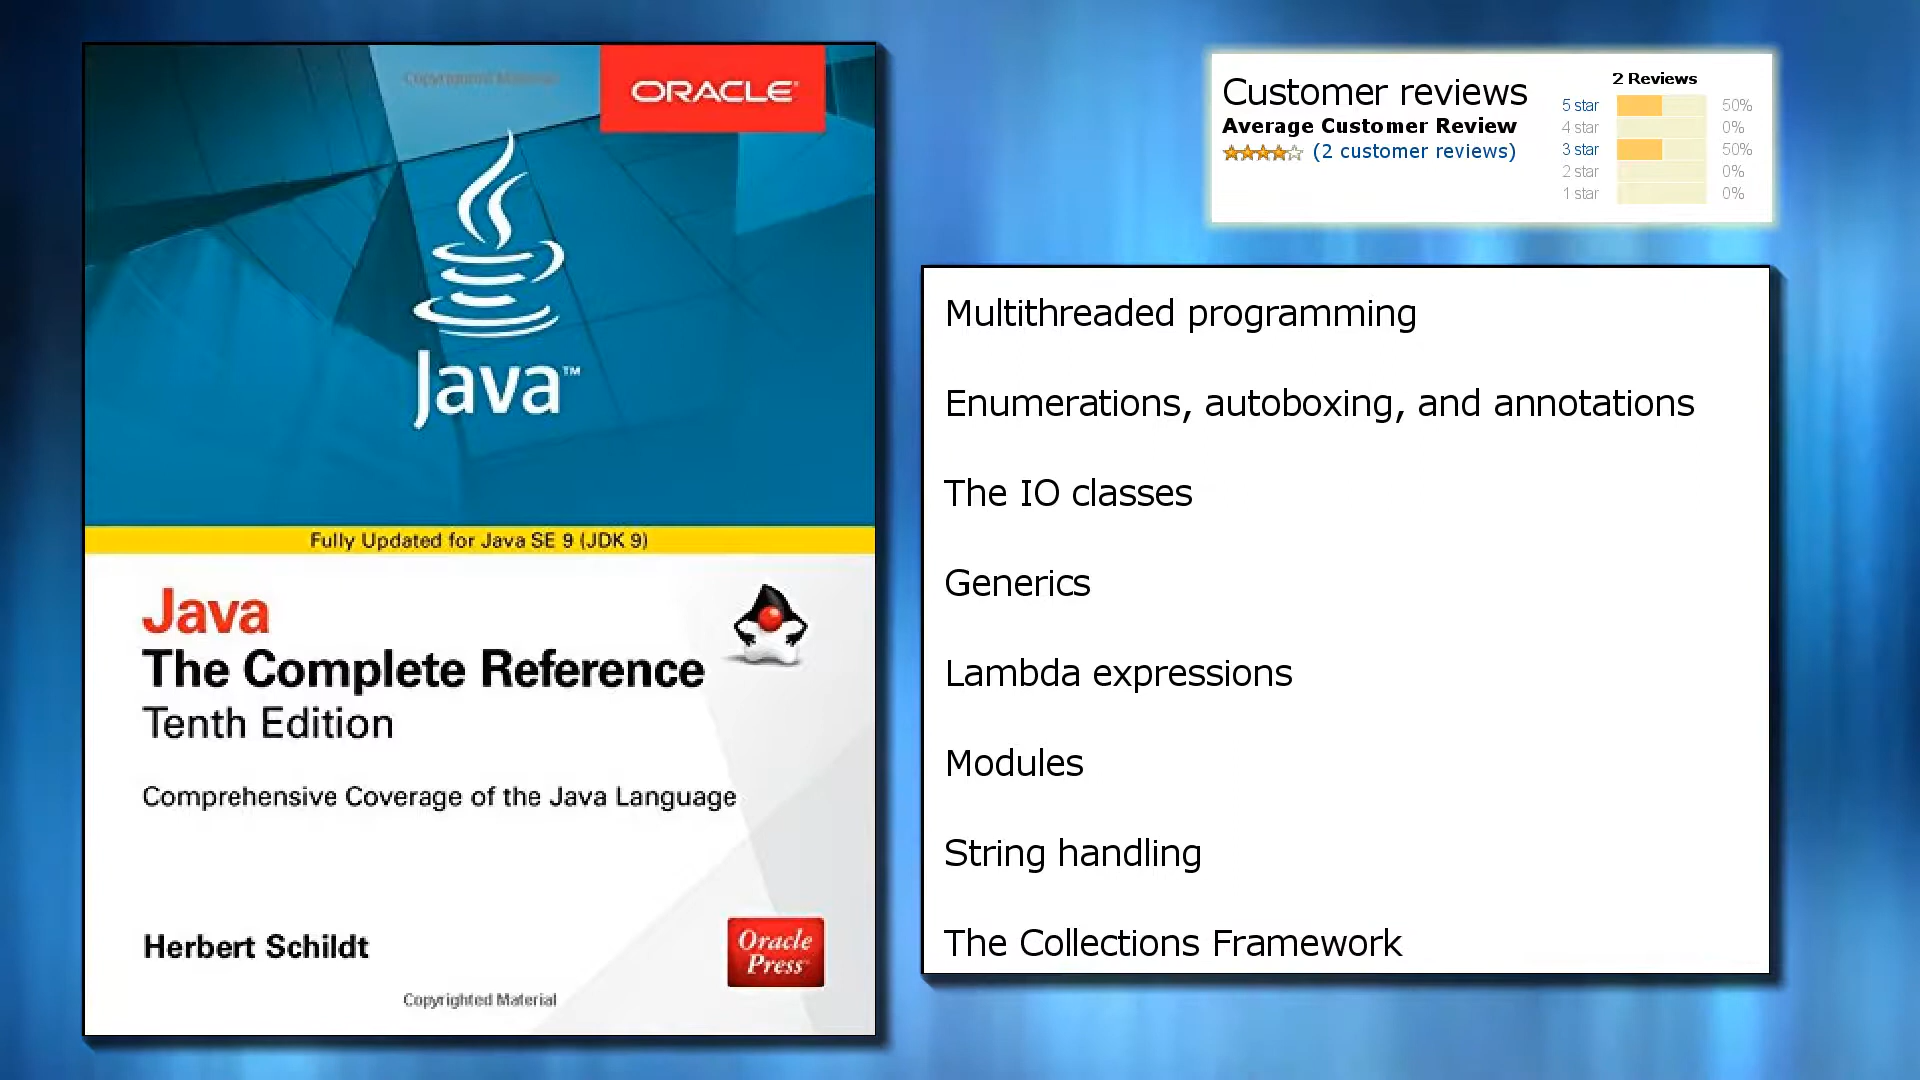 Copyrighted Material
ORACLE
Java™
Fully Updated for Java SE 9 (JDK 9)
Java
The Complete Reference
Tenth Edition
Comprehensive Coverage of the Java Language
Herbert Schildt
Oracle
Press
Copyrighted Material
Customer reviews
Average Customer Review
(2 customer reviews)
2 Reviews
5 star 50%
4 star 0%
3 star 50%
2 star 0%
1 star 0%
Multithreaded programming
Enumerations, autoboxing, and annotations
The IO classes
Generics
Lambda expressions
Modules
String handling
The Collections Framework